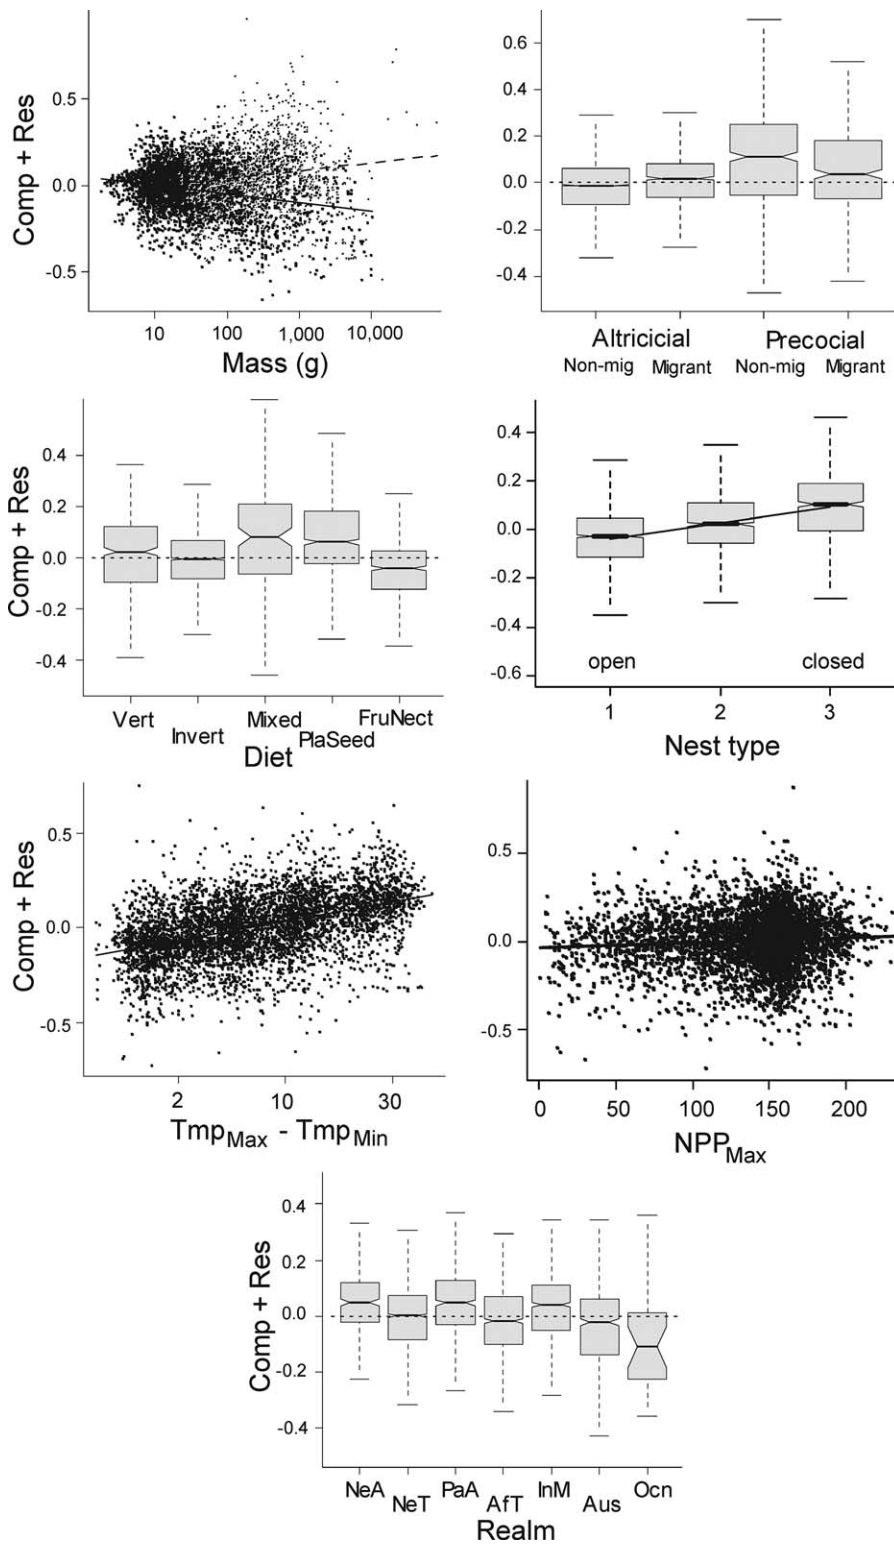 Comp + Res
0.5
0.0
-0.5
10 100 1,000 10,000
Mass (g)
0.6
0.4
0.2
0.0
-0.2
-0.4
Altricicial Precocial
Non-mig Migrant Non-mig Migrant
Comp + Res
0.4
0.2
0.0
-0.2
-0.4
Vert Invert Mixed PlaSeed FruNect
Diet
0.4
0.2
0.0
-0.2
-0.4
-0.6
open closed
1 2 3
Nest type
Comp + Res
0.5
0.0
-0.5
2 10 30
TmpMax - TmpMin
0.5
0.0
-0.5
0 50 100 150 200
NPPMax
Comp + Res
0.4
0.2
0.0
-0.2
-0.4
NeA NeT PaA AfT InM Aus Ocn
Realm